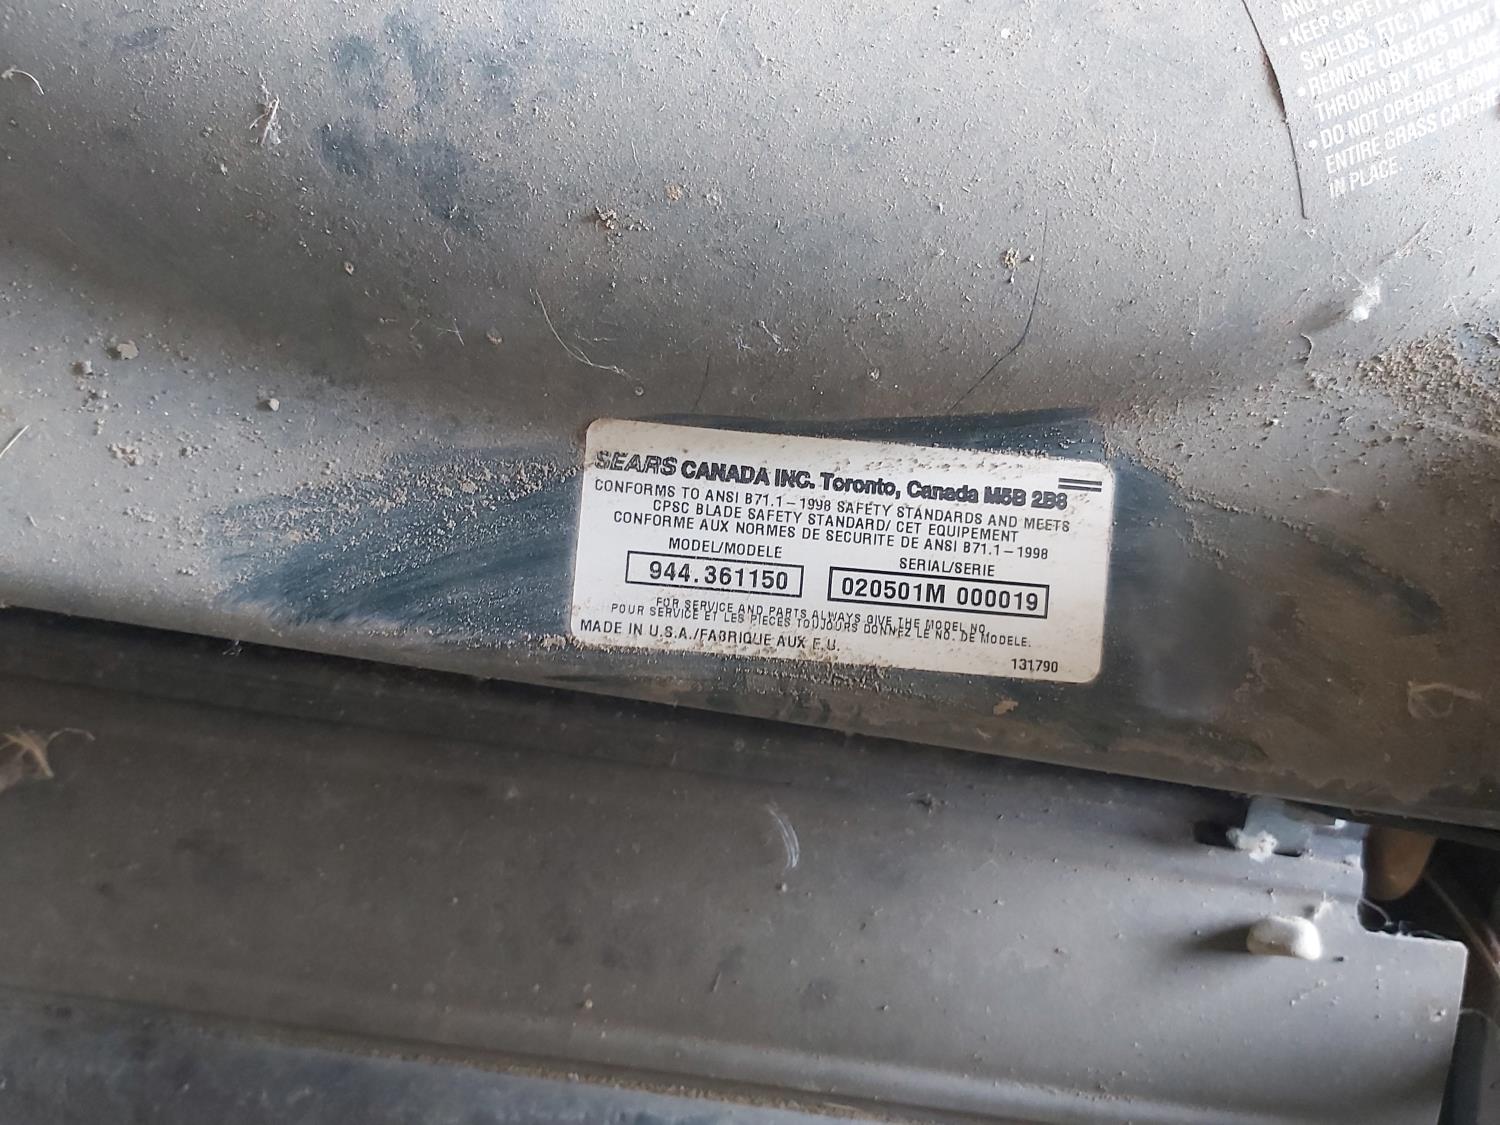 AND
• KEEP SAFETY
SHIELDS, ETC.) IN
• REMOVE OBJECTS THAT
THROWN BY THE BLADE
• DO NOT OPERATE MOW
ENTIRE GRASS CATCHE
IN PLACE.
SEARS CANADA INC. Toronto, Canada M5B 2B8
CONFORMS TO ANSI B71.1-1998 SAFETY STANDARDS AND MEETS
CPSC BLADE SAFETY STANDARD/ CET EQUIPEMENT
CONFORME AUX NORMES DE SECURITE DE ANSI B71.1-1998
MODEL/MODELE
SERIAL/SERIE
944.361150
020501M 000019
FOR SERVICE AND PARTS ALWAYS GIVE THE MODEL NO.
POUR SERVICE ET LES PIECES TOUJOURS DONNEZ LE NO. DE MODELE.
MADE IN U.S.A./FABRIQUE AUX E.U.
131790